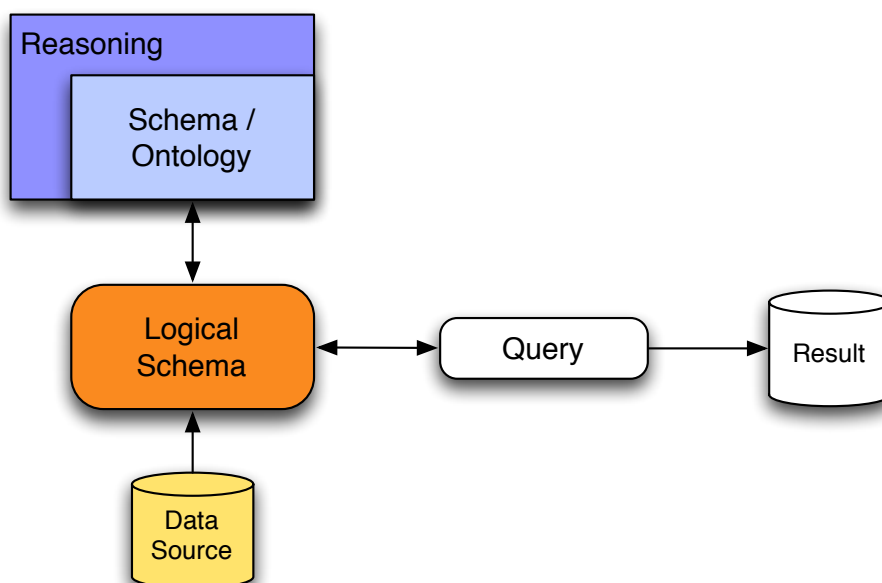 Reasoning
Schema /
Ontology
Logical
Schema
Query
Result
Data
Source